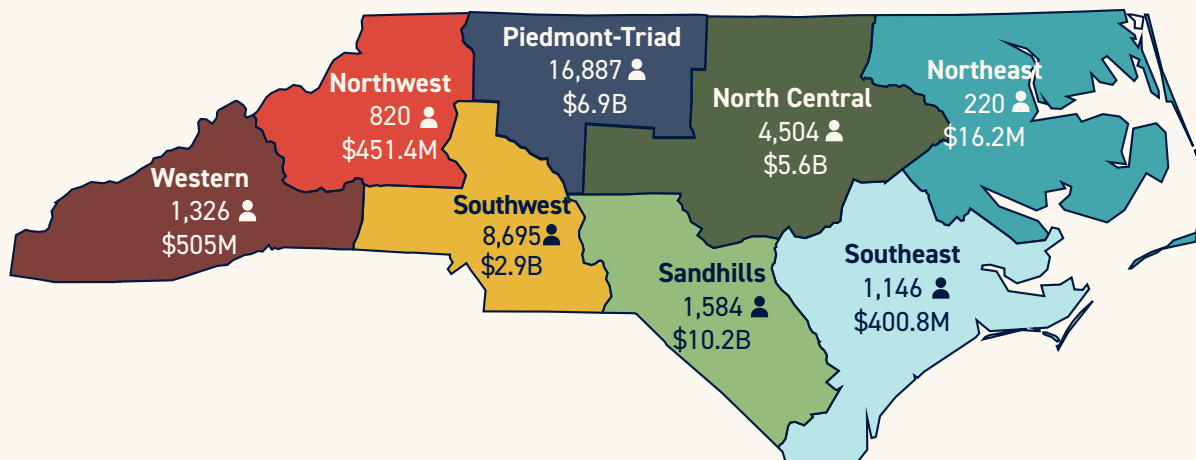 Piedmont-Triad
16,887
$6.9B
Northwest
820
$451.4M
North Central
4,504
$5.6B
Northeast
220
$16.2M
Western
1,326
$505M
Southwest
8,695
$2.9B
Sandhills
1,584
$10.2B
Southeast
1,146
$400.8M